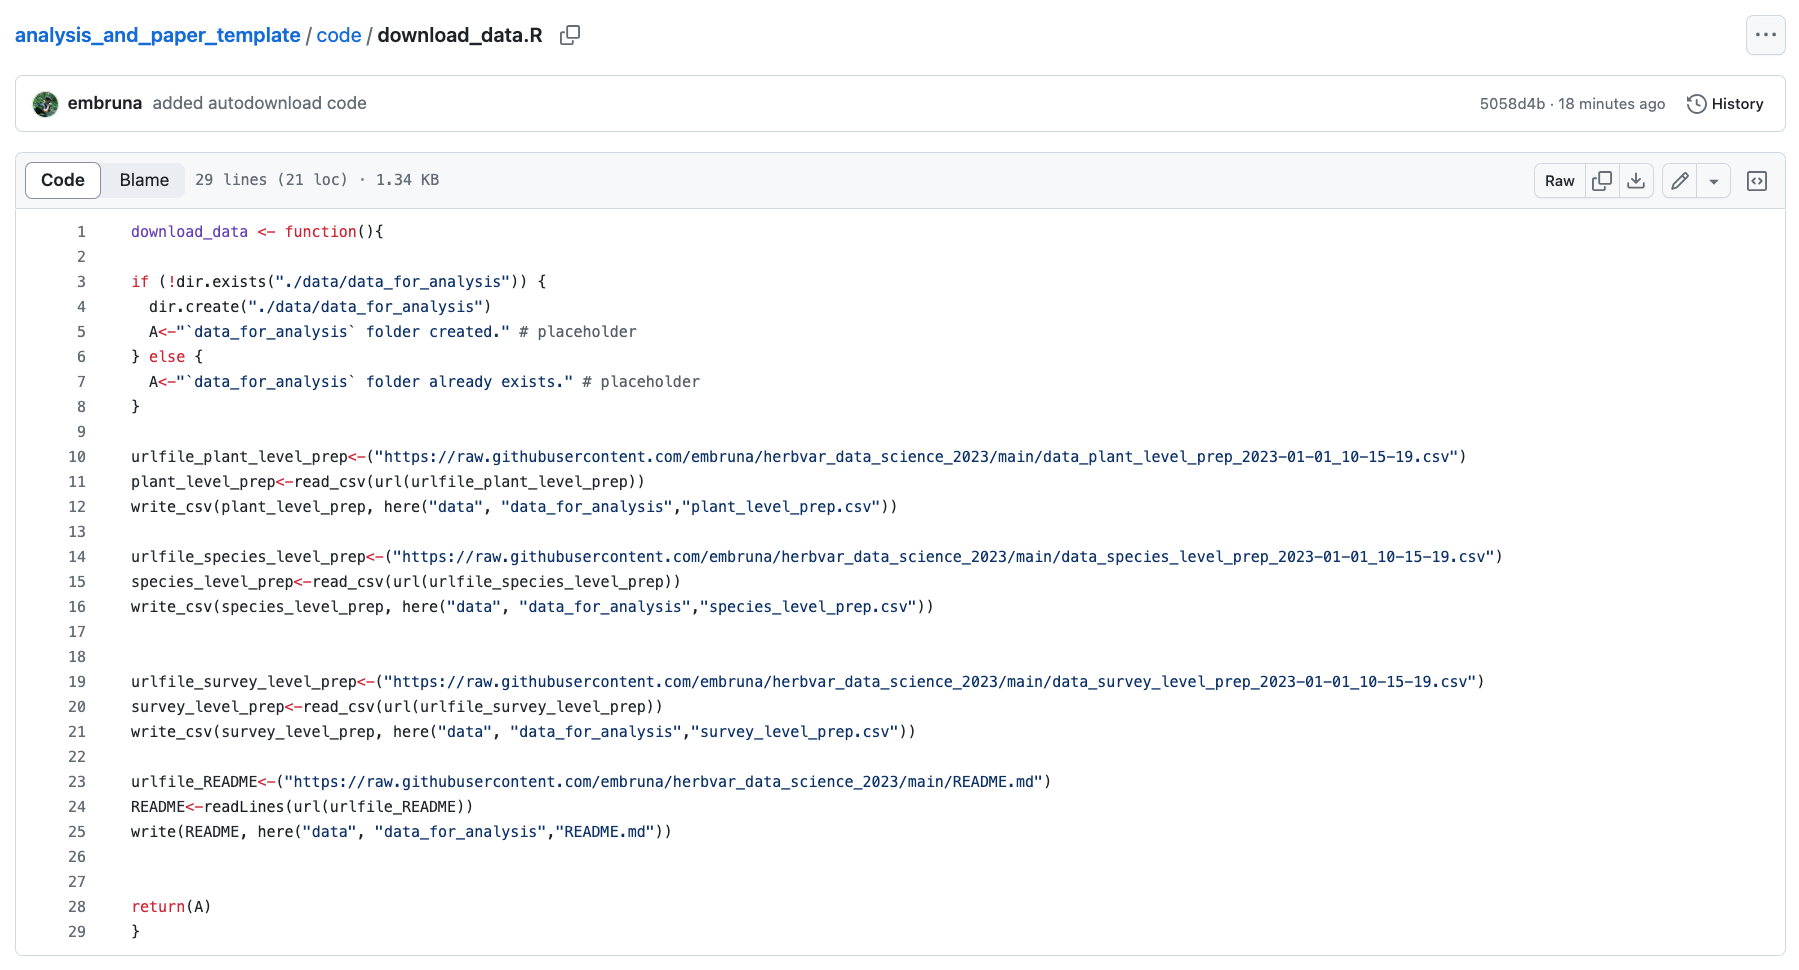 analysis_and_paper_template / code / download_data.R
embruna added autodownload code 5058d4b · 18 minutes ago History
Code Blame 29 lines (21 loc) · 1.34 KB Raw
1 download_data <- function(){
2
3 if (!dir.exists("./data/data_for_analysis")) {
4   dir.create("./data/data_for_analysis")
5   A<-"`data_for_analysis` folder created." # placeholder
6 } else {
7   A<-"`data_for_analysis` folder already exists." # placeholder
8 }
9
10 urlfile_plant_level_prep<-("https://raw.githubusercontent.com/embruna/herbvar_data_science_2023/main/data_plant_level_prep_2023-01-01_10-15-19.csv")
11 plant_level_prep<-read_csv(url(urlfile_plant_level_prep))
12 write_csv(plant_level_prep, here("data", "data_for_analysis","plant_level_prep.csv"))
13
14 urlfile_species_level_prep<-("https://raw.githubusercontent.com/embruna/herbvar_data_science_2023/main/data_species_level_prep_2023-01-01_10-15-19.csv")
15 species_level_prep<-read_csv(url(urlfile_species_level_prep))
16 write_csv(species_level_prep, here("data", "data_for_analysis","species_level_prep.csv"))
17
18
19 urlfile_survey_level_prep<-("https://raw.githubusercontent.com/embruna/herbvar_data_science_2023/main/data_survey_level_prep_2023-01-01_10-15-19.csv")
20 survey_level_prep<-read_csv(url(urlfile_survey_level_prep))
21 write_csv(survey_level_prep, here("data", "data_for_analysis","survey_level_prep.csv"))
22
23 urlfile_README<-("https://raw.githubusercontent.com/embruna/herbvar_data_science_2023/main/README.md")
24 README<-readLines(url(urlfile_README))
25 write(README, here("data", "data_for_analysis","README.md"))
26
27
28 return(A)
29 }